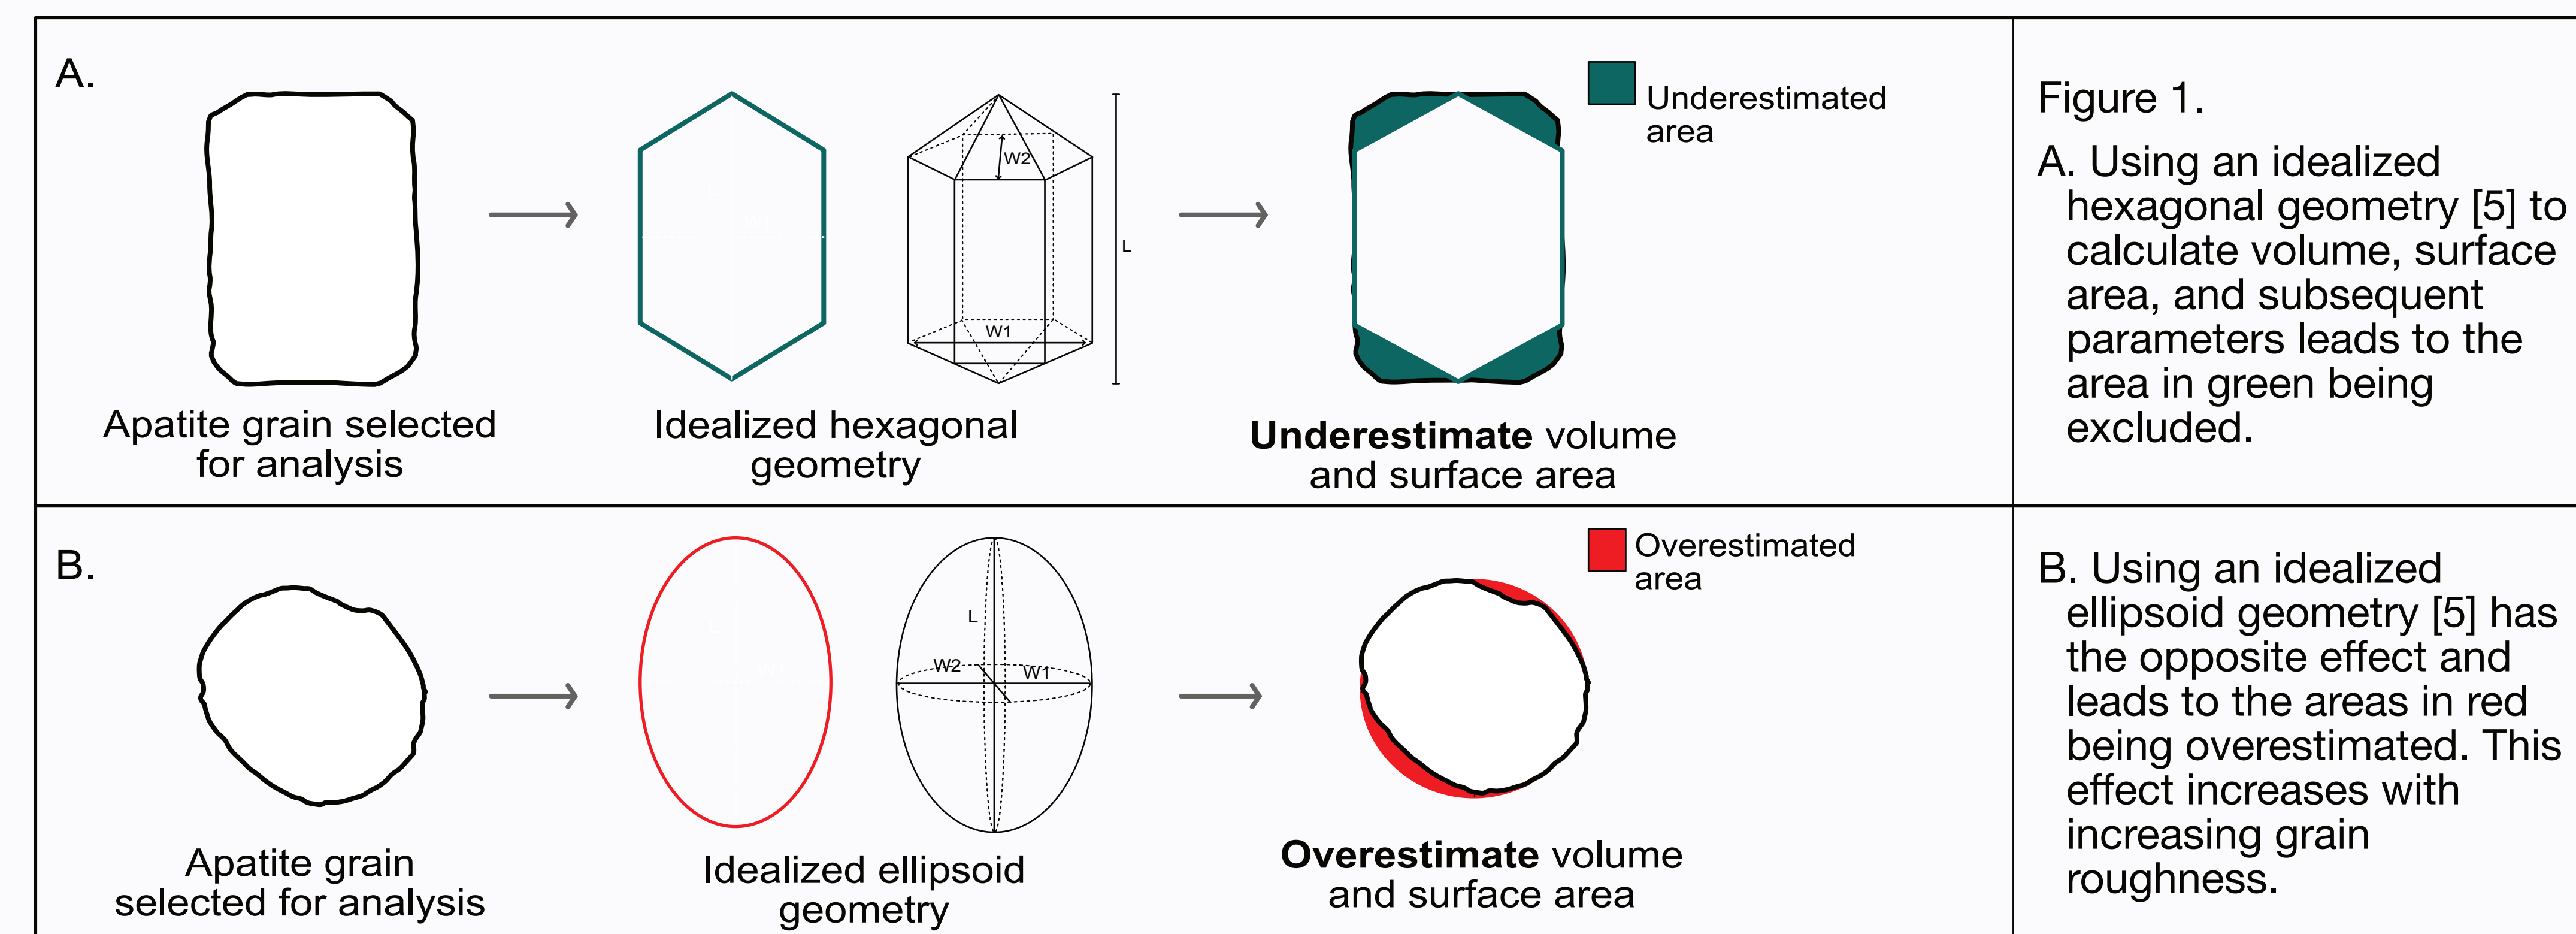 A.
Apatite grain selected
for analysis
Idealized hexagonal
geometry
W2
W1
L
Underestimated
area
Underestimate volume
and surface area
Figure 1.
A. Using an idealized
hexagonal geometry [5] to
calculate volume, surface
area, and subsequent
parameters leads to the
area in green being
excluded.
B.
Apatite grain
selected for analysis
Idealized ellipsoid
geometry
L
W2
W1
Overestimated
area
Overestimate volume
and surface area
B. Using an idealized
ellipsoid geometry [5] has
the opposite effect and
leads to the areas in red
being overestimated. This
effect increases with
increasing grain
roughness.